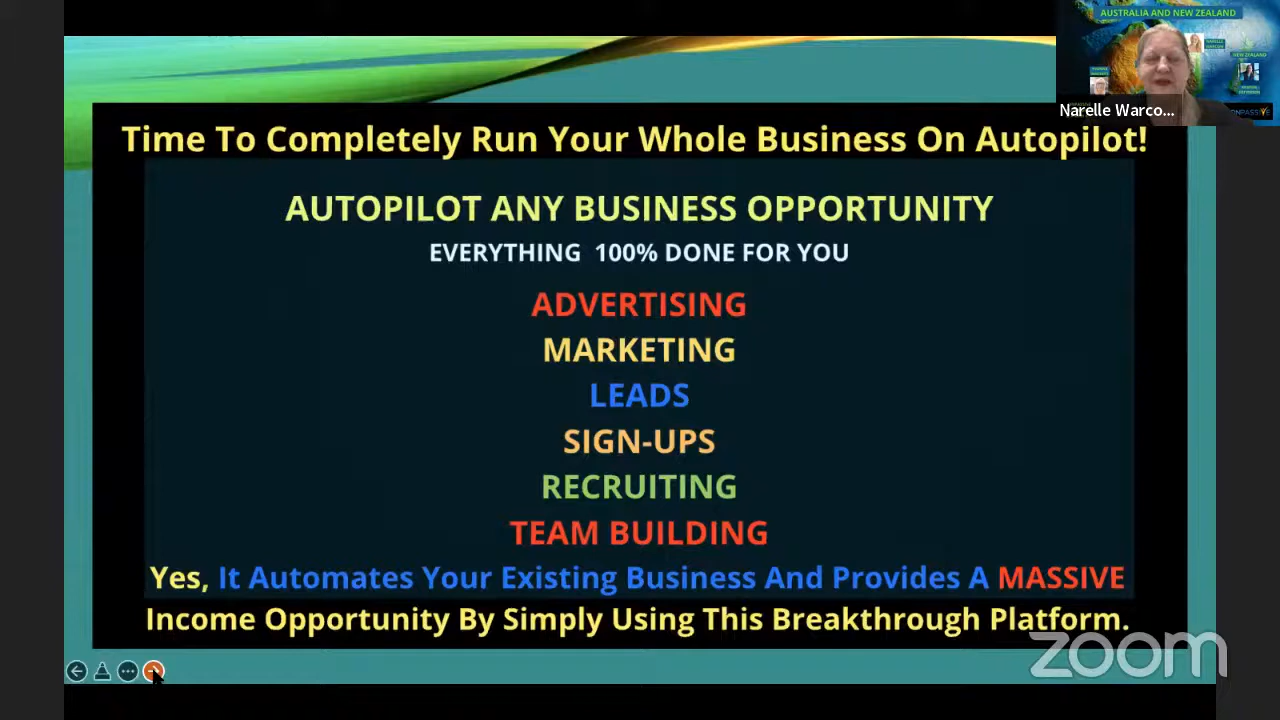 AUSTRALIA AND NEW ZEALAND
NEW ZEALAND
Narelle Warco...
Time To Completely Run Your Whole Business On Autopilot!
AUTOPILOT ANY BUSINESS OPPORTUNITY
EVERYTHING 100% DONE FOR YOU
ADVERTISING
MARKETING
LEADS
SIGN-UPS
RECRUITING
TEAM BUILDING
Yes, It Automates Your Existing Business And Provides A MASSIVE
Income Opportunity By Simply Using This Breakthrough Platform.
zoom